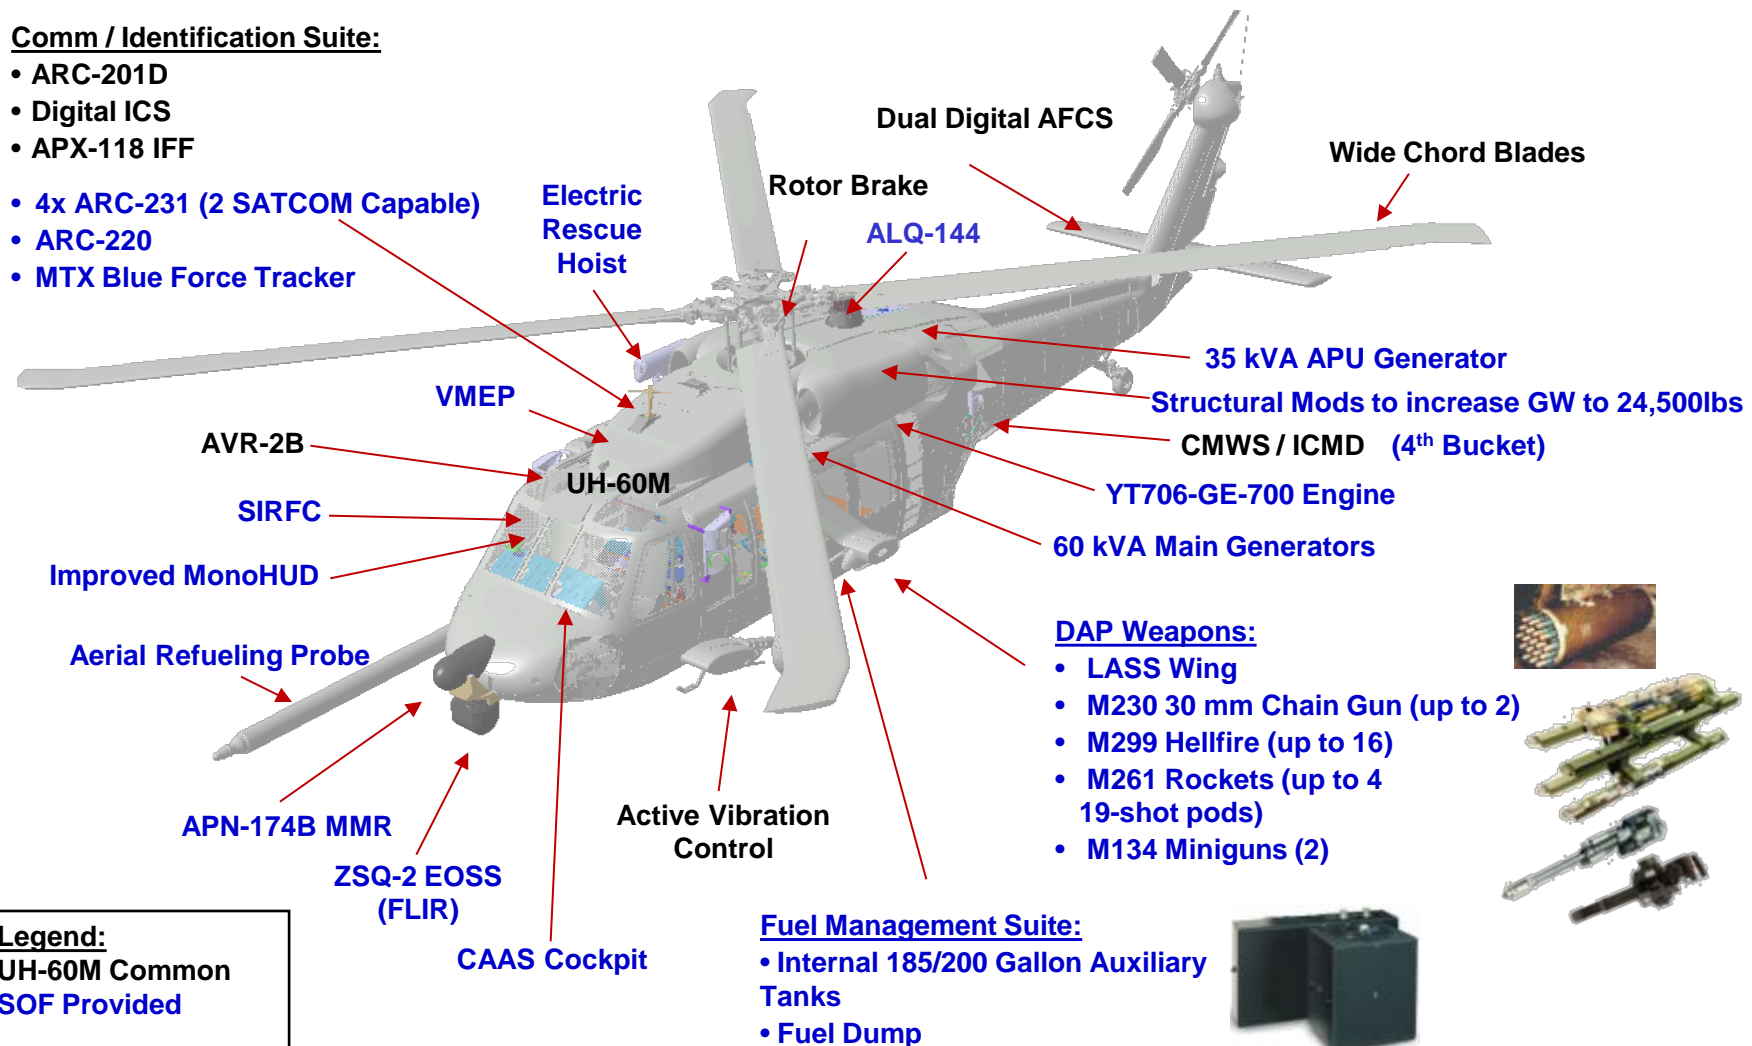 Comm / Identification Suite:
• ARC-201D
• Digital ICS
• APX-118 IFF
• 4x ARC-231 (2 SATCOM Capable)
• ARC-220
• MTX Blue Force Tracker
Electric
Rescue
Hoist
Dual Digital AFCS
Rotor Brake
ALQ-144
Wide Chord Blades
35 kVA APU Generator
Structural Mods to increase GW to 24,500lbs
CMWS / ICMD (4th Bucket)
YT706-GE-700 Engine
60 kVA Main Generators
VMEP
AVR-2B
UH-60M
SIRFC
Improved MonoHUD
Aerial Refueling Probe
APN-174B MMR
ZSQ-2 EOSS
(FLIR)
CAAS Cockpit
Active Vibration
Control
DAP Weapons:
• LASS Wing
• M230 30 mm Chain Gun (up to 2)
• M299 Hellfire (up to 16)
• M261 Rockets (up to 4
19-shot pods)
• M134 Miniguns (2)
Fuel Management Suite:
• Internal 185/200 Gallon Auxiliary
Tanks
• Fuel Dump
Legend:
UH-60M Common
SOF Provided